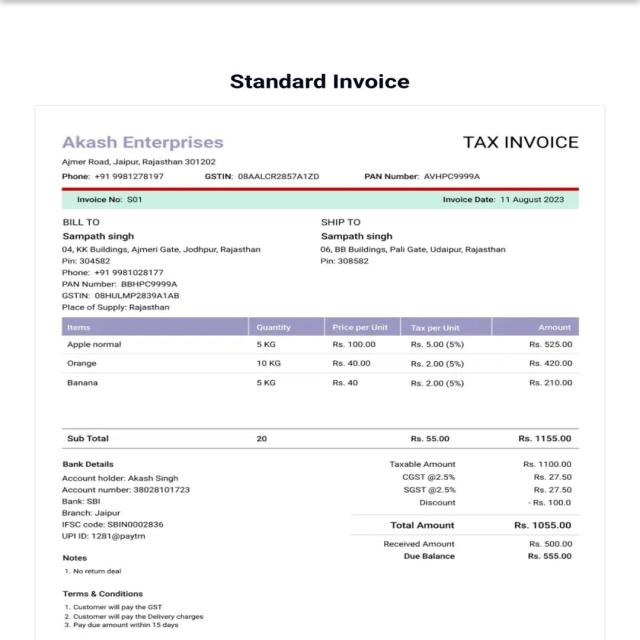 Standard Invoice
Akash Enterprises
TAX INVOICE
Ajmer Road, Jaipur, Rajasthan 301202
Phone: +91 9981278197 GSTIN: 08AALCR2857A1ZD PAN Number: AVHPC9999A
Invoice No: S01 Invoice Date: 11 August 2023
BILL TO
Sampath singh
04, KK Buildings, Ajmeri Gate, Jodhpur, Rajasthan
Pin: 304582
Phone: +91 9981028177
PAN Number: BBHPC9999A
GSTIN: 08HULMP2839A1AB
Place of Supply: Rajasthan
SHIP TO
Sampath singh
06, BB Buildings, Pali Gate, Udaipur, Rajasthan
Pin: 308582
Items Quantity Price per Unit Tax per Unit Amount
Apple normal 5 KG Rs. 100.00 Rs. 5.00 (5%) Rs. 525.00
Orange 10 KG Rs. 40.00 Rs. 2.00 (5%) Rs. 420.00
Banana 5 KG Rs. 40 Rs. 2.00 (5%) Rs. 210.00
Sub Total 20 Rs. 55.00 Rs. 1155.00
Bank Details
Account holder: Akash Singh
Account number: 38028101723
Bank: SBI
Branch: Jaipur
IFSC code: SBIN0002836
UPI ID: 1281@paytm
Taxable Amount Rs. 1100.00
CGST @2.5% Rs. 27.50
SGST @2.5% Rs. 27.50
Discount - Rs. 100.0
Total Amount Rs. 1055.00
Received Amount Rs. 500.00
Due Balance Rs. 555.00
Notes
1. No return deal
Terms & Conditions
1. Customer will pay the GST
2. Customer will pay the Delivery charges
3. Pay due amount within 15 days